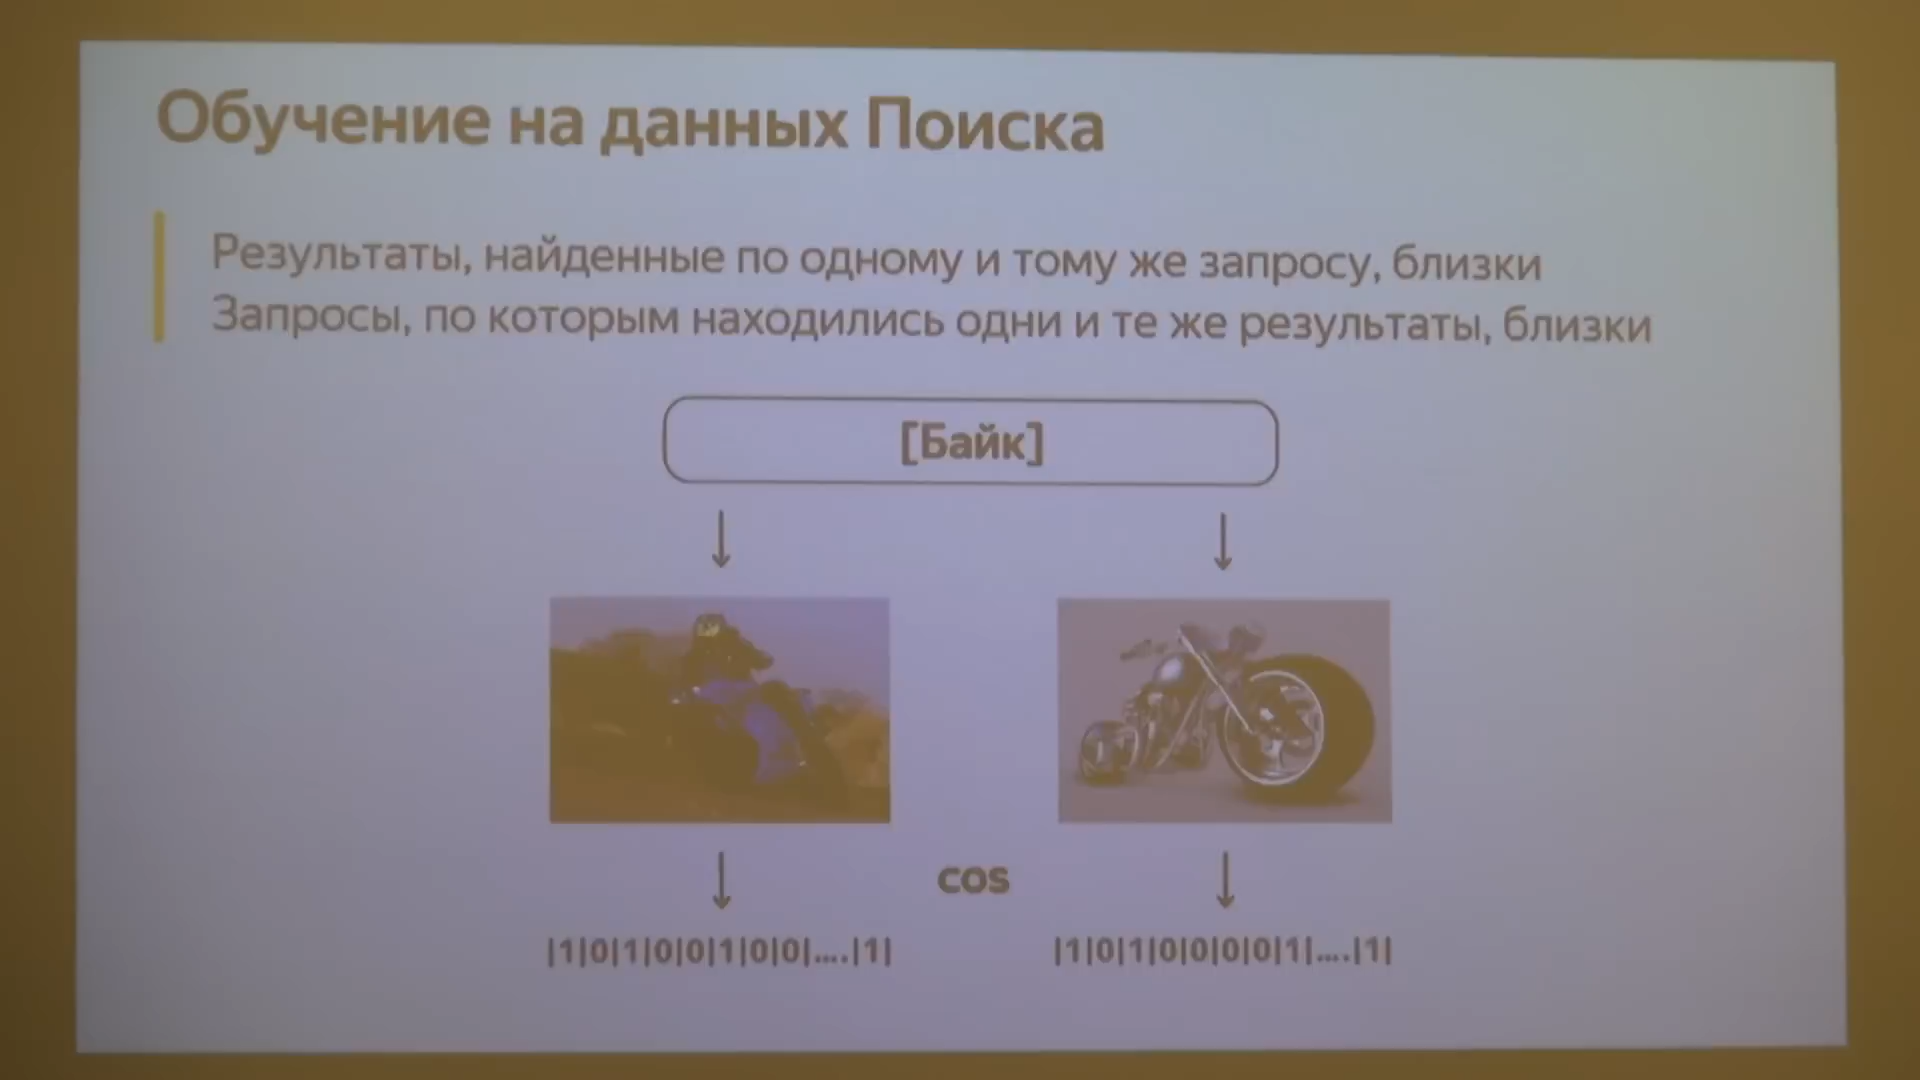 Обучение на данных Поиска
Результаты, найденные по одному и тому же запросу, близки
Запросы, по которым находились одни и те же результаты, близки
[Байк]
cos
|1|0|1|0|0|1|0|0|....|1|
|1|0|1|0|0|0|0|1|....|1|